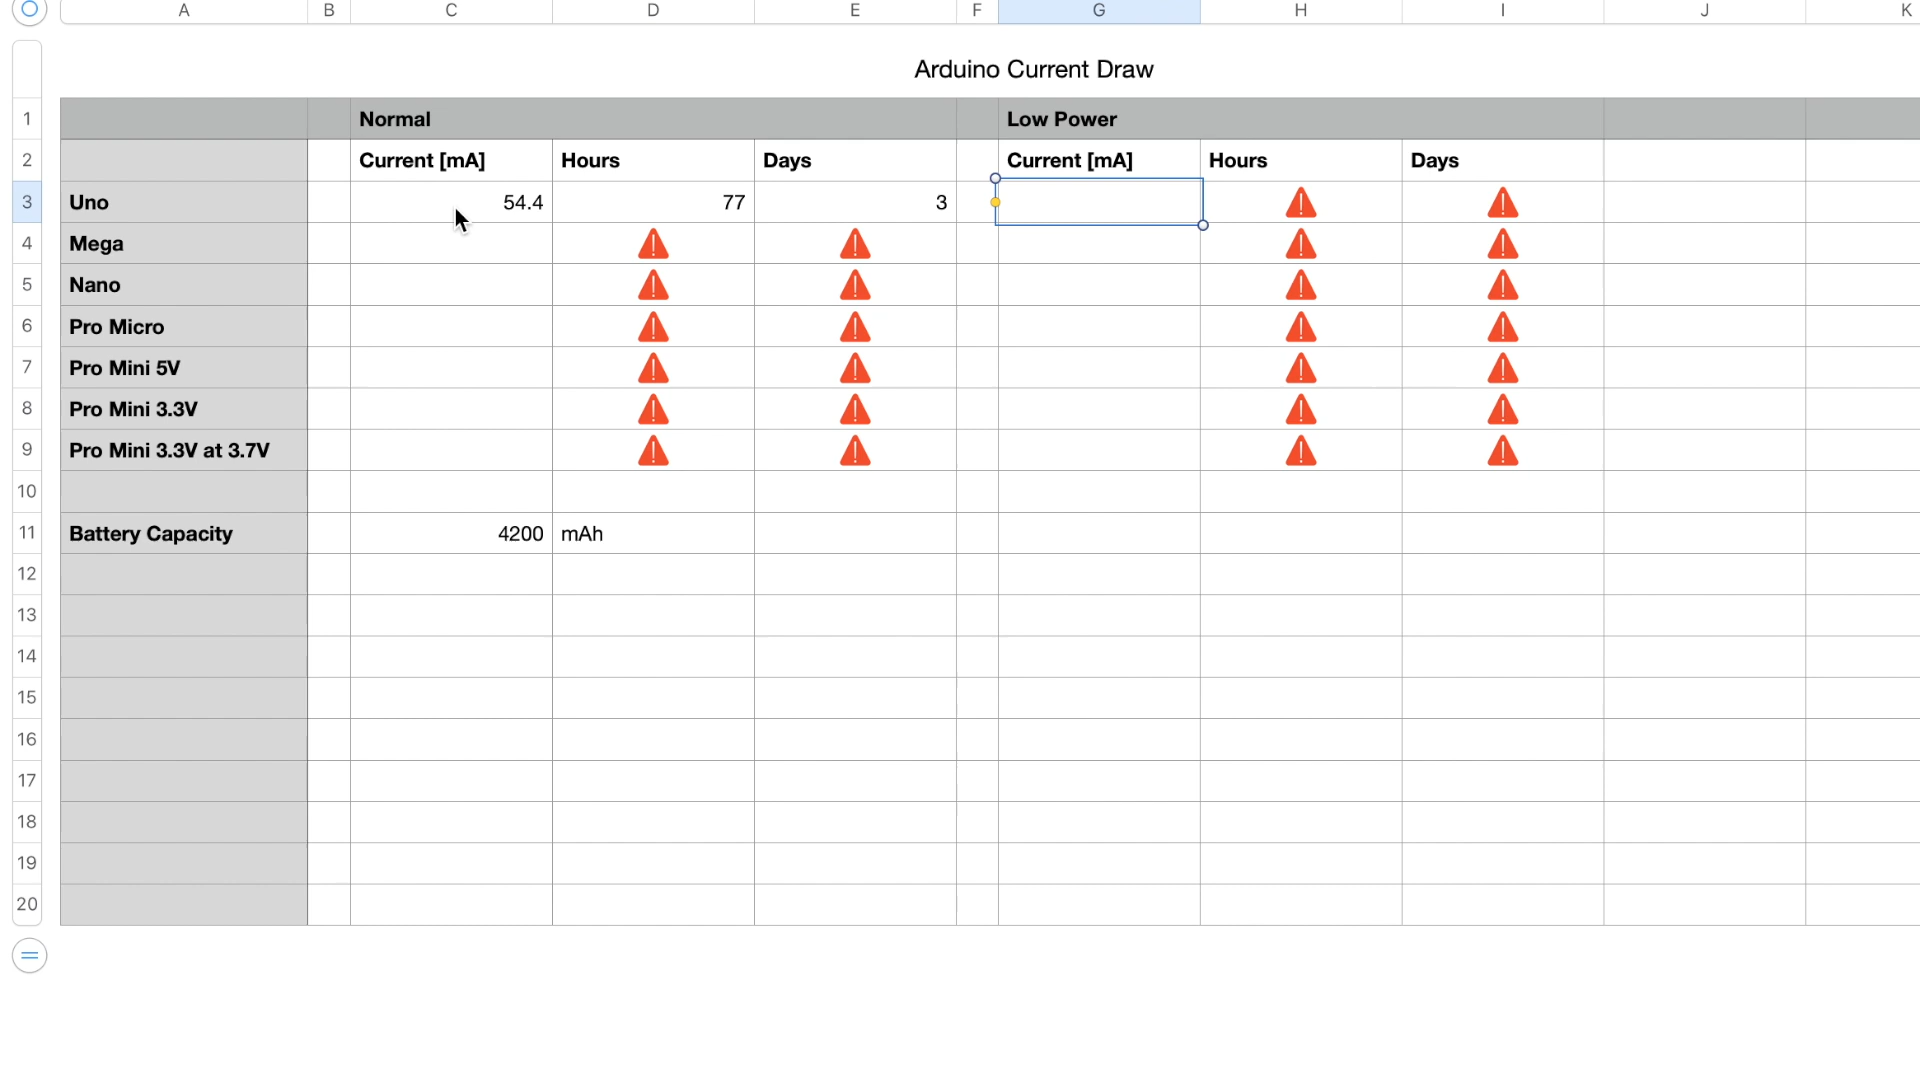 A B C D E F G H I J K
Arduino Current Draw
1 Normal Low Power
2 Current [mA] Hours Days Current [mA] Hours Days
3 Uno 54.4 77 3
4 Mega
5 Nano
6 Pro Micro
7 Pro Mini 5V
8 Pro Mini 3.3V
9 Pro Mini 3.3V at 3.7V
10
11 Battery Capacity 4200 mAh
12
13
14
15
16
17
18
19
20